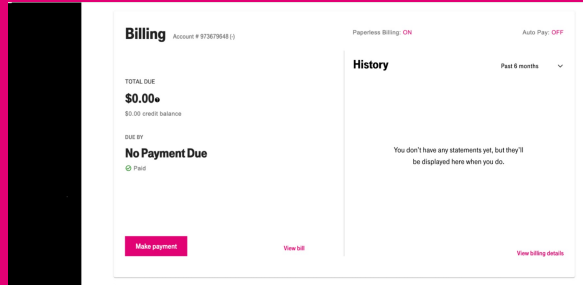 Billing Account # 973679648 (-)
Paperless Billing: ON
Auto Pay: OFF
TOTAL DUE
$0.00
$0.00 credit balance
DUE BY
No Payment Due
Paid
Make payment
View bill
History
Past 6 months
You don't have any statements yet, but they'll
be displayed here when you do.
View billing details